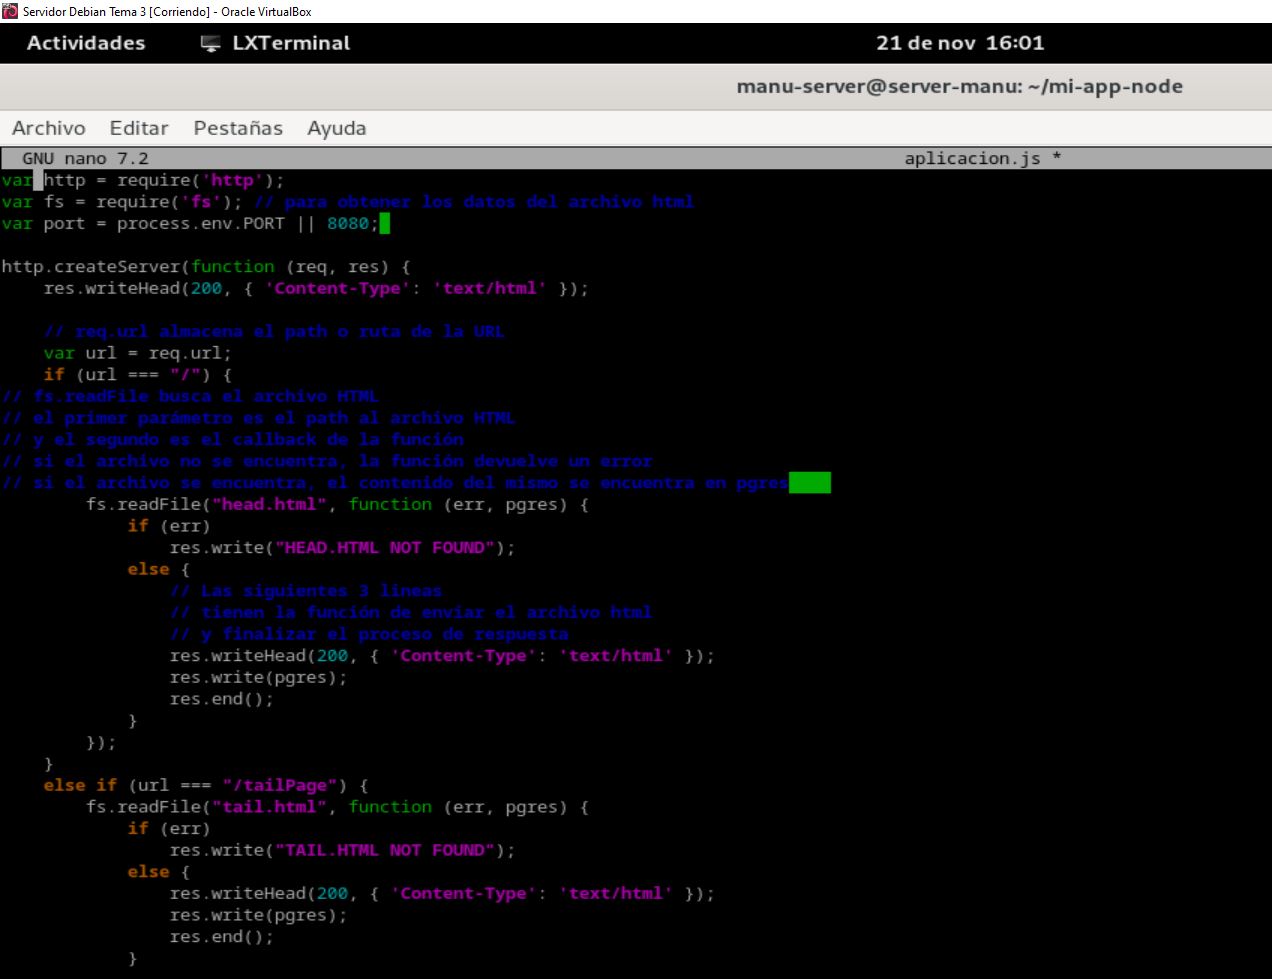 Servidor Debian Tema 3 [Corriendo] - Oracle VirtualBox
Actividades LXTerminal 21 de nov 16:01
manu-server@server-manu: ~/mi-app-node
Archivo Editar Pestañas Ayuda
GNU nano 7.2 aplicacion.js *
var http = require('http');
var fs = require('fs'); // para obtener los datos del archivo html
var port = process.env.PORT || 8080;
http.createServer(function (req, res) {
    res.writeHead(200, { 'Content-Type': 'text/html' });
    // req.url almacena el path o ruta de la URL
    var url = req.url;
    if (url === "/") {
// fs.readFile busca el archivo HTML
// el primer parámetro es el path al archivo HTML
// y el segundo es el callback de la función
// si el archivo no se encuentra, la función devuelve un error
// si el archivo se encuentra, el contenido del mismo se encuentra en pgres
        fs.readFile("head.html", function (err, pgres) {
            if (err)
                res.write("HEAD.HTML NOT FOUND");
            else {
                // Las siguientes 3 lineas
                // tienen la función de enviar el archivo html
                // y finalizar el proceso de respuesta
                res.writeHead(200, { 'Content-Type': 'text/html' });
                res.write(pgres);
                res.end();
            }
        });
    }
    else if (url === "/tailPage") {
        fs.readFile("tail.html", function (err, pgres) {
            if (err)
                res.write("TAIL.HTML NOT FOUND");
            else {
                res.writeHead(200, { 'Content-Type': 'text/html' });
                res.write(pgres);
                res.end();
            }